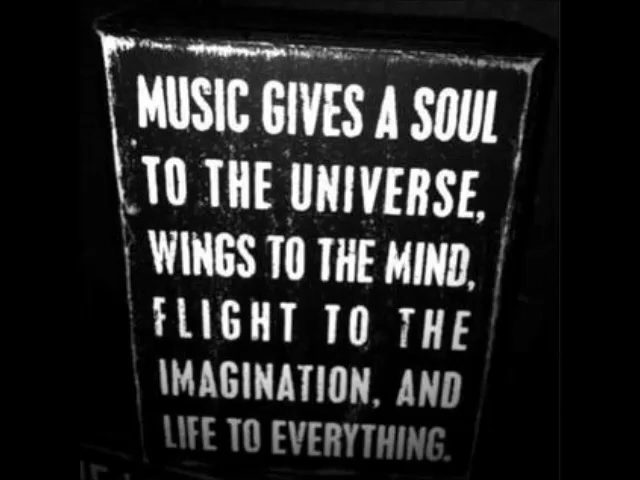 MUSIC GIVES A SOUL
TO THE UNIVERSE,
WINGS TO THE MIND,
FLIGHT TO THE
IMAGINATION, AND
LIFE TO EVERYTHING.